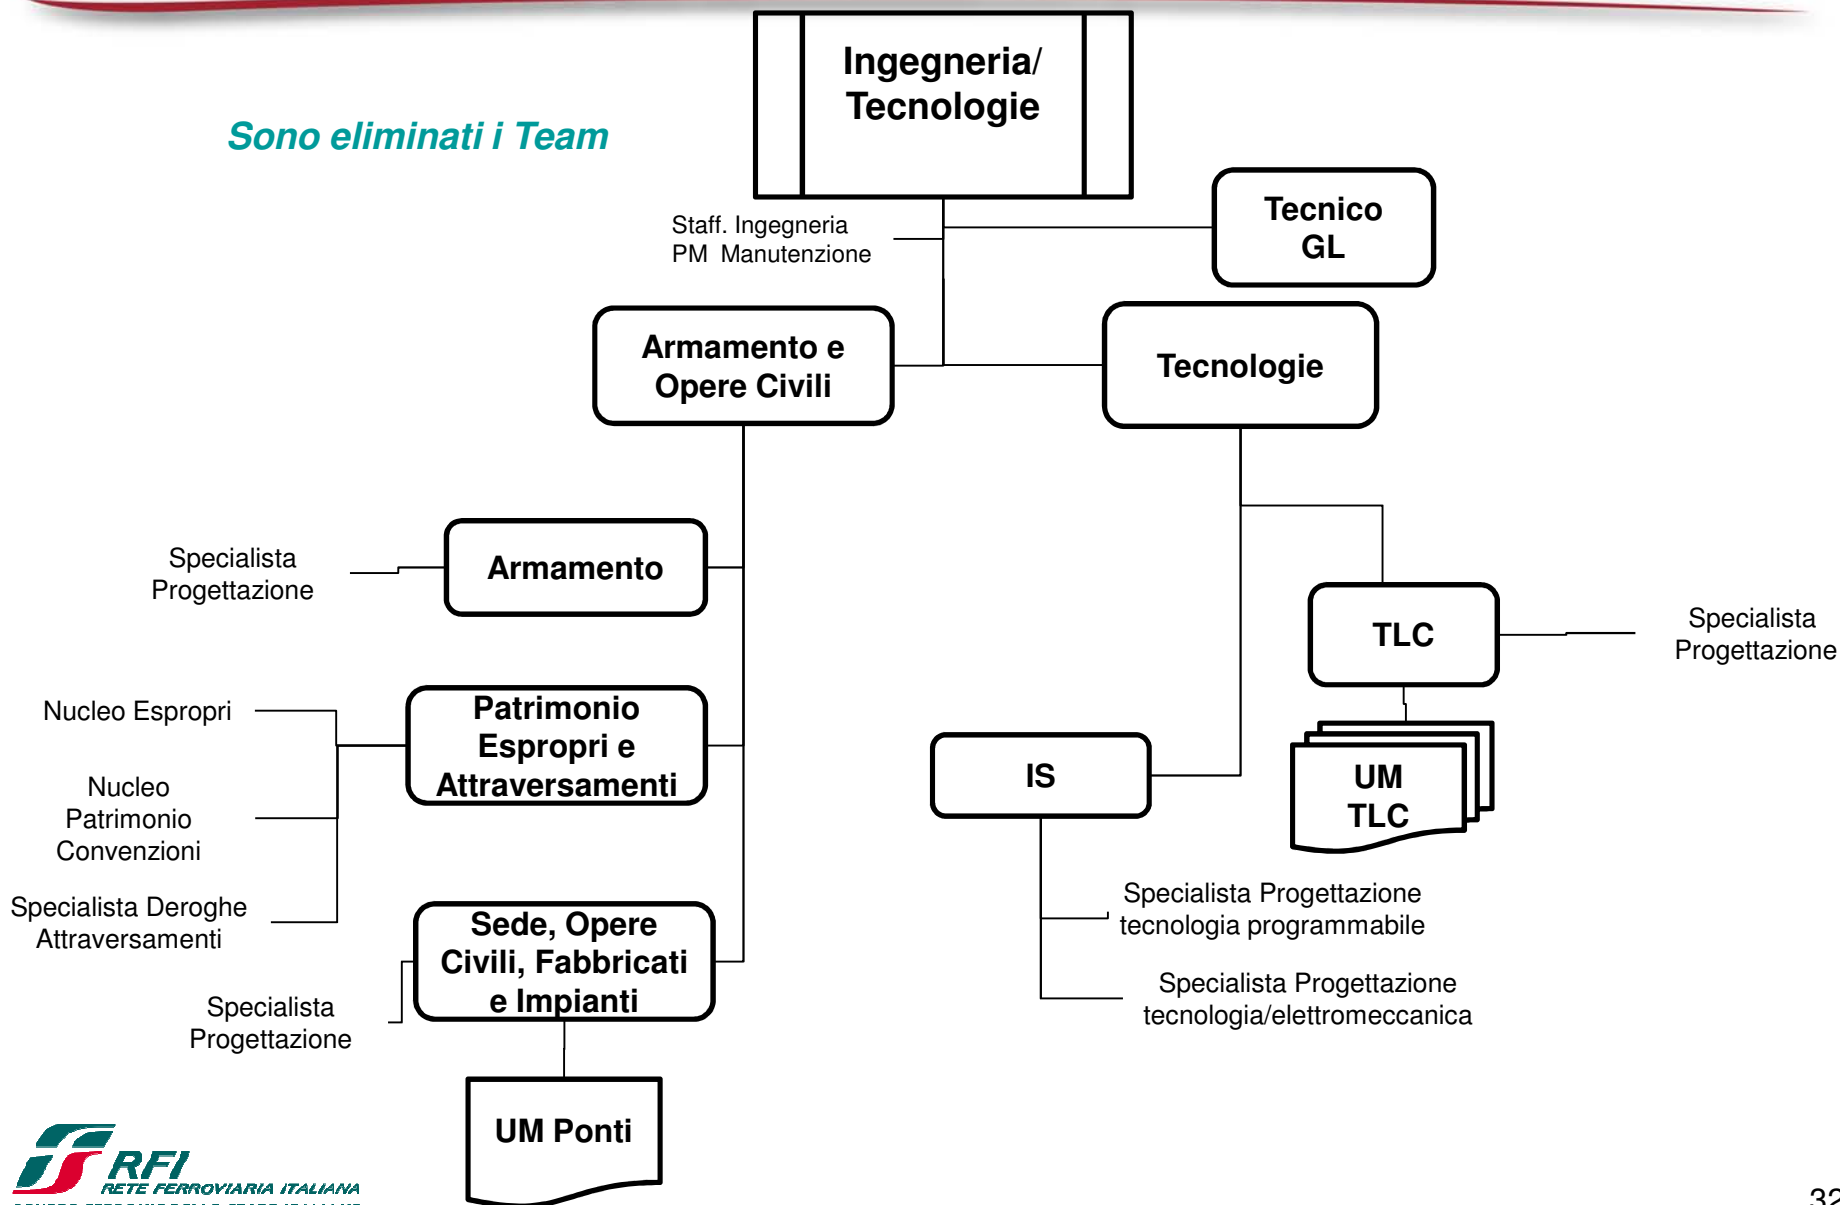 Ingegneria/
Tecnologie
Sono eliminati i Team
Tecnico
GL
Staff. Ingegneria
PM Manutenzione
Armamento e
Opere Civili
Tecnologie
Specialista
Progettazione
Armamento
TLC
Specialista
Progettazione
Nucleo Espropri
Patrimonio
Espropri e
Attraversamenti
Nucleo
Patrimonio
Convenzioni
IS
UM
TLC
Specialista Deroghe
Attraversamenti
Sede, Opere
Civili, Fabbricati
e Impianti
Specialista Progettazione
tecnologia programmabile
Specialista
Progettazione
Specialista Progettazione
tecnologia/elettromeccanica
UM Ponti
RFI
RETE FERROVIARIA ITALIANA
32